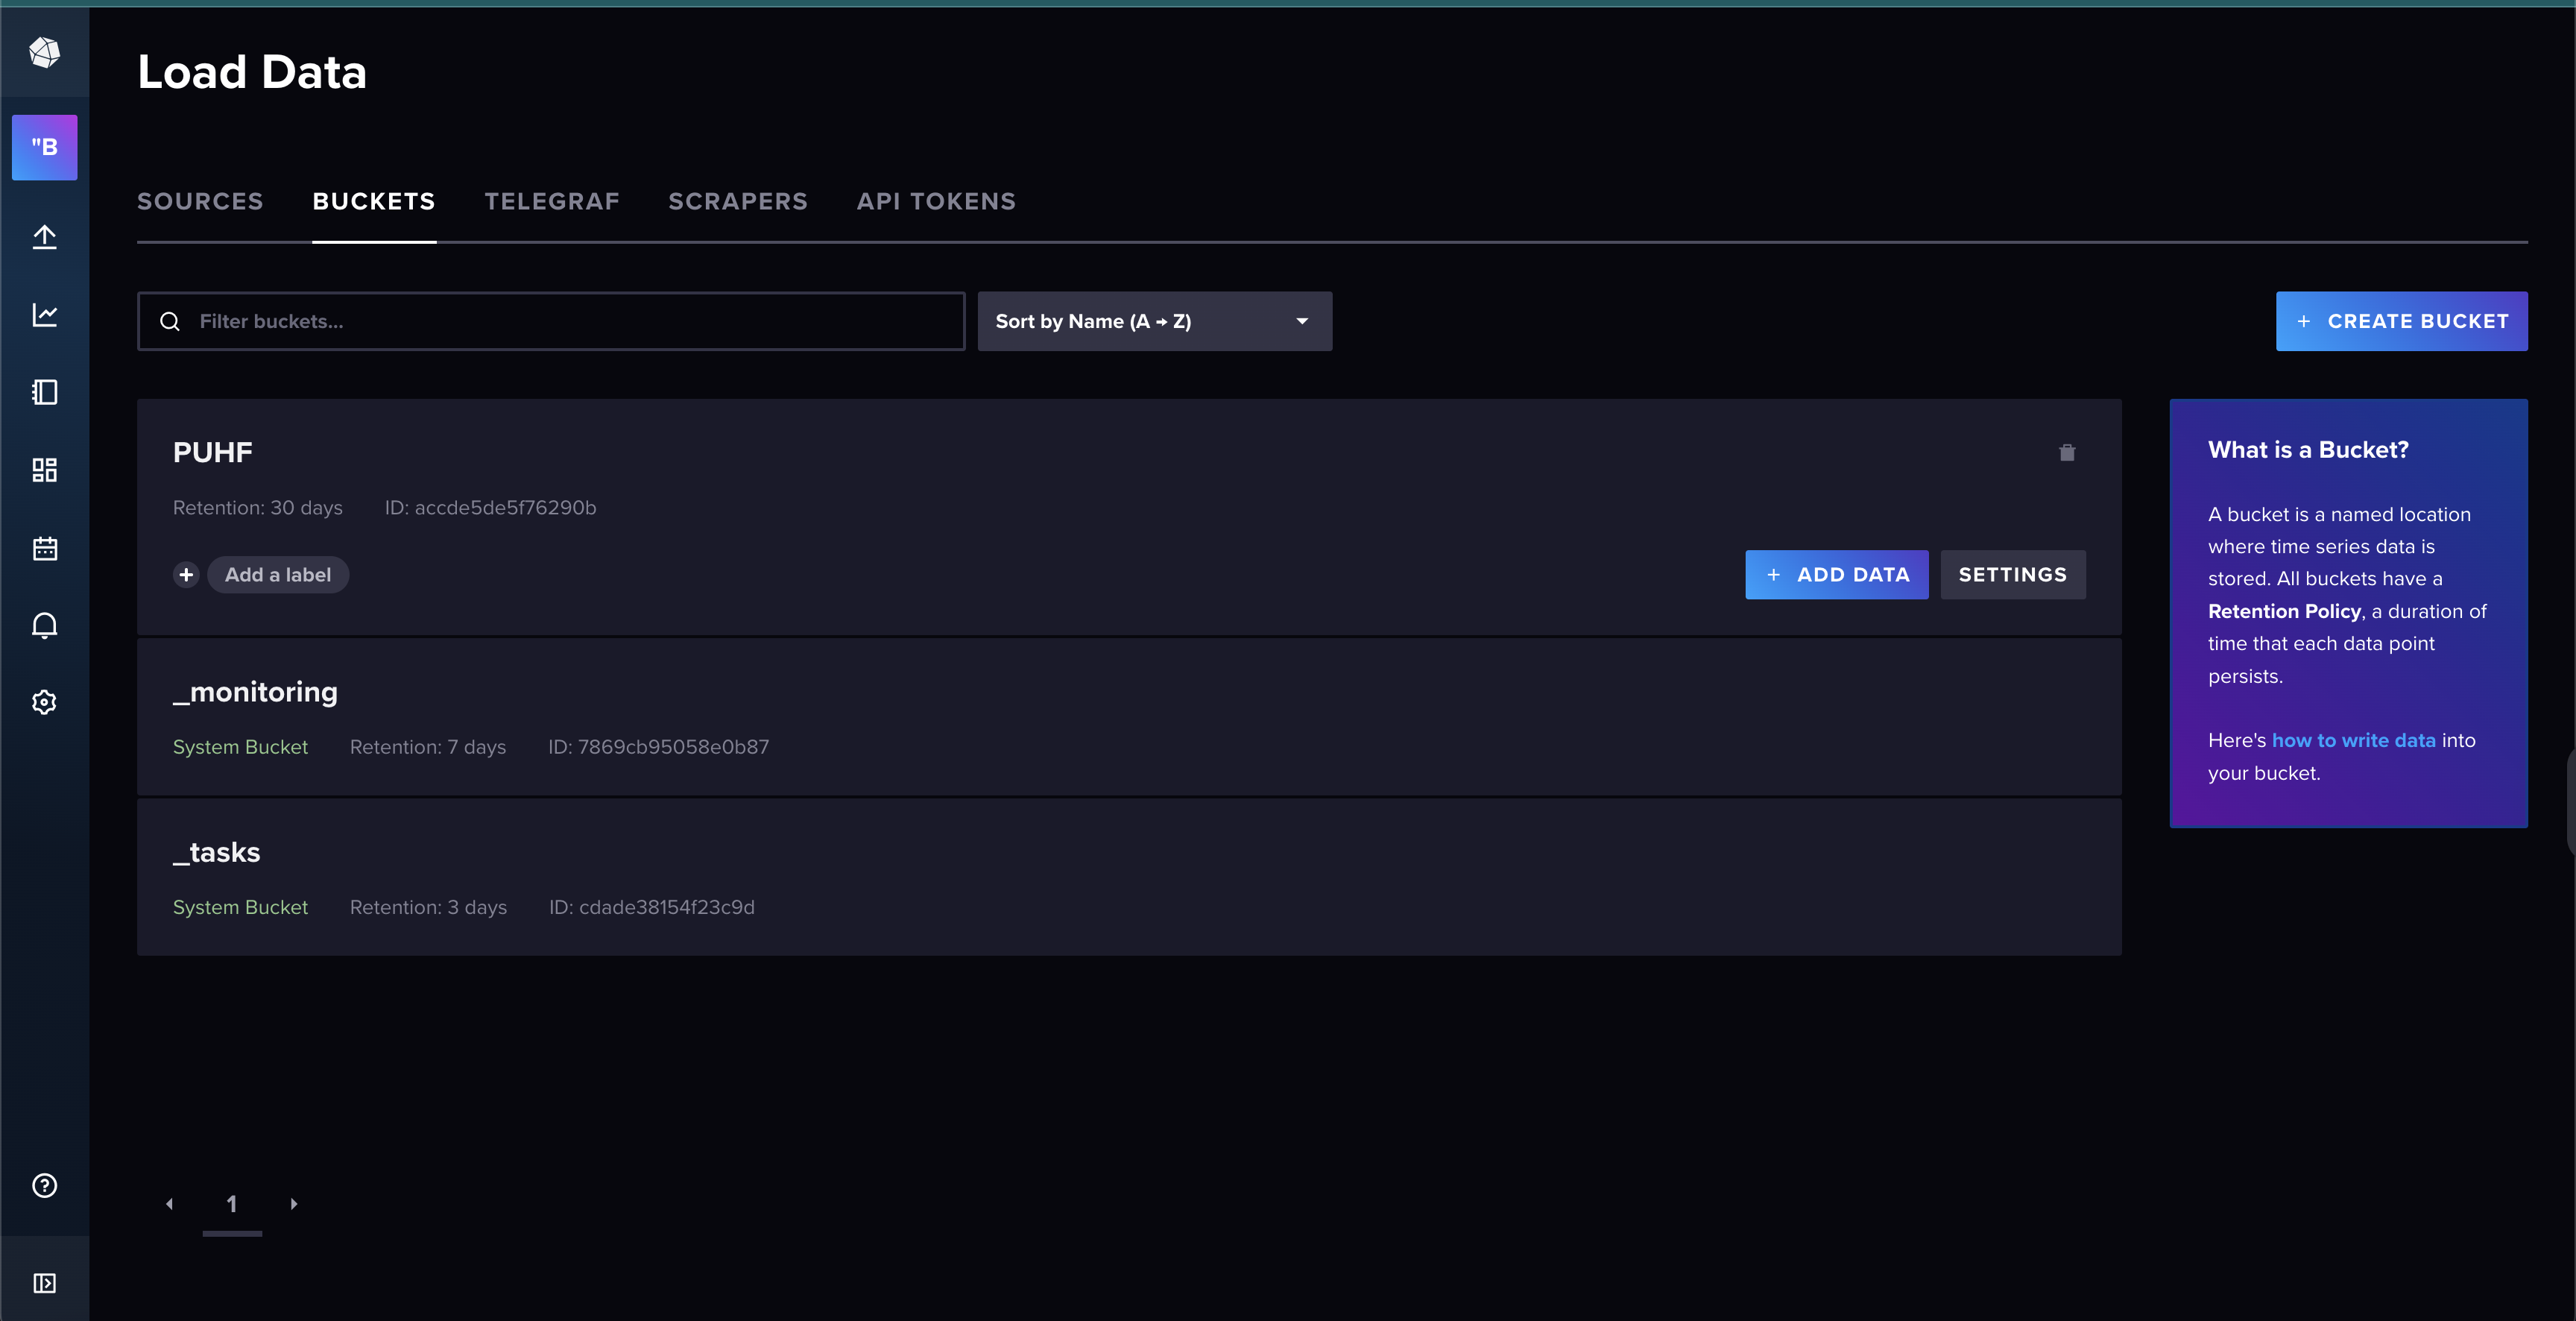 Load Data
"B
SOURCES BUCKETS TELEGRAF SCRAPERS API TOKENS
Filter buckets...
Sort by Name (A → Z)
+ CREATE BUCKET
PUHF
Retention: 30 days ID: accde5de5f76290b
Add a label
+ ADD DATA SETTINGS
_monitoring
System Bucket Retention: 7 days ID: 7869cb95058e0b87
_tasks
System Bucket Retention: 3 days ID: cdade38154f23c9d
What is a Bucket?
A bucket is a named location
where time series data is
stored. All buckets have a
Retention Policy, a duration of
time that each data point
persists.
Here's how to write data into
your bucket.
1